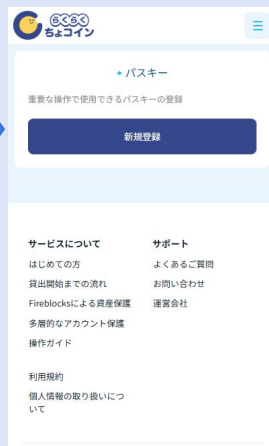 らくらく
ちょコイン
パスキー
重要な操作で使用できるパスキーの登録
新規登録
サービスについて
はじめての方
貸出開始までの流れ
Fireblocksによる資産保護
多層的なアカウント保護
操作ガイド
利用規約
個人情報の取り扱いにつ
いて
サポート
よくあるご質問
お問い合わせ
運営会社